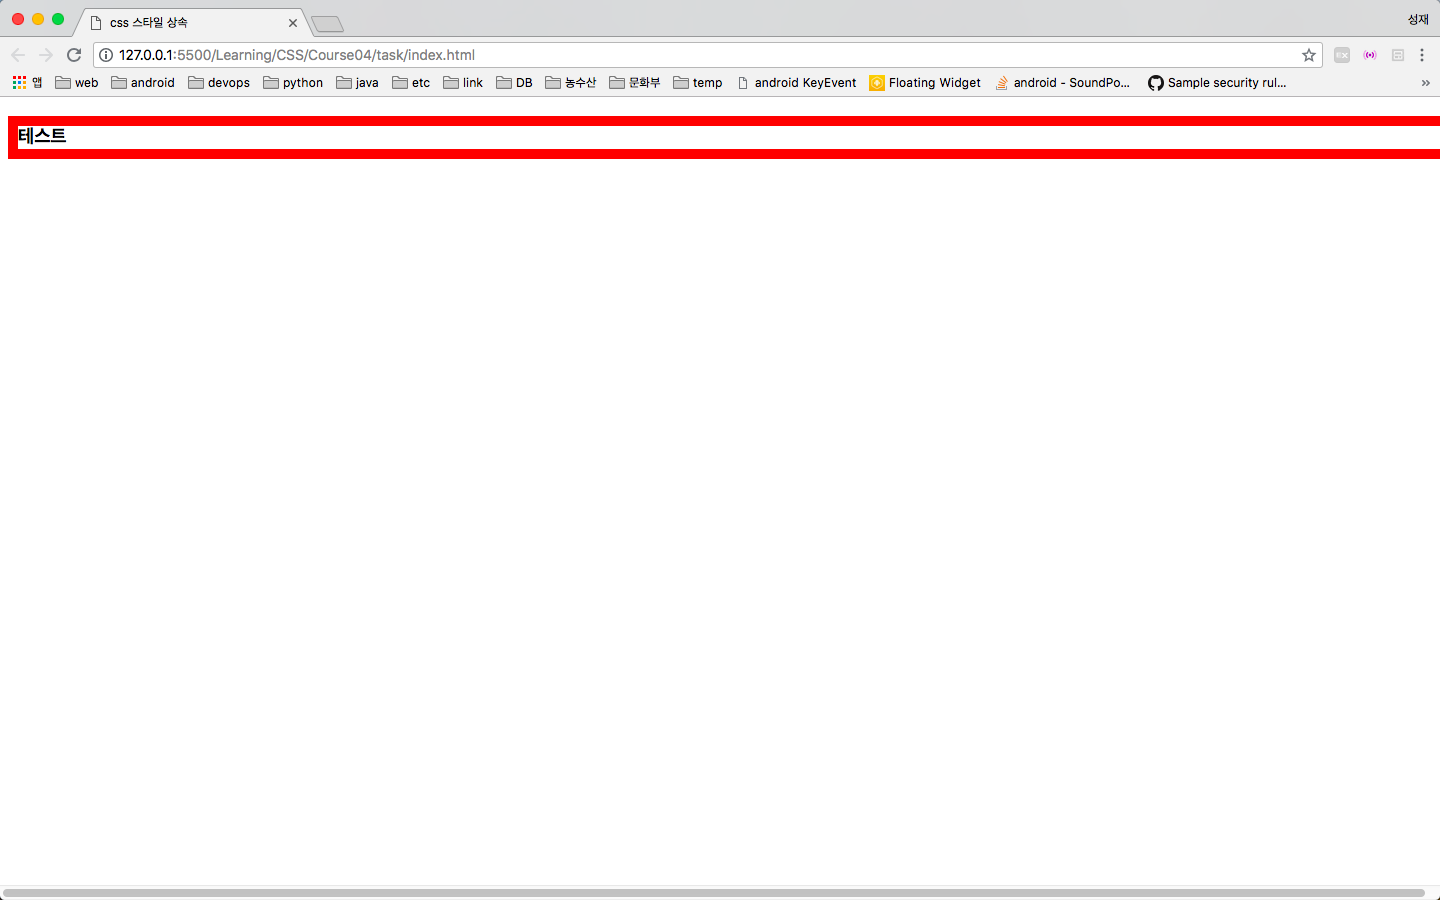 css 스타일 상속
성재
127.0.0.1:5500/Learning/CSS/Course04/task/index.html
앱 web android devops python java etc link DB 농수산 문화부 temp android KeyEvent Floating Widget android - SoundPo... Sample security rul... »
테스트